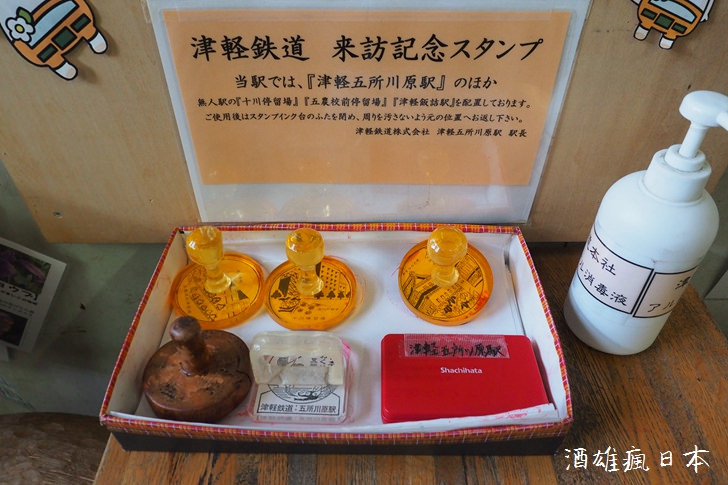 津軽鉄道　来訪記念スタンプ
当駅では、『津軽五所川原駅』のほか
無人駅の『十川停留場』『五農校前停留場』『津軽飯詰駅』を配置しております。
ご使用後はスタンプインク台のふたを閉め、周りを汚さないよう元の位置へお返し下さい。
津軽鉄道株式会社　津軽五所川原駅　駅長
本社
消毒液
津軽鉄道:五所川原駅
津軽五所川原駅
Shachihata
酒雄瘋日本